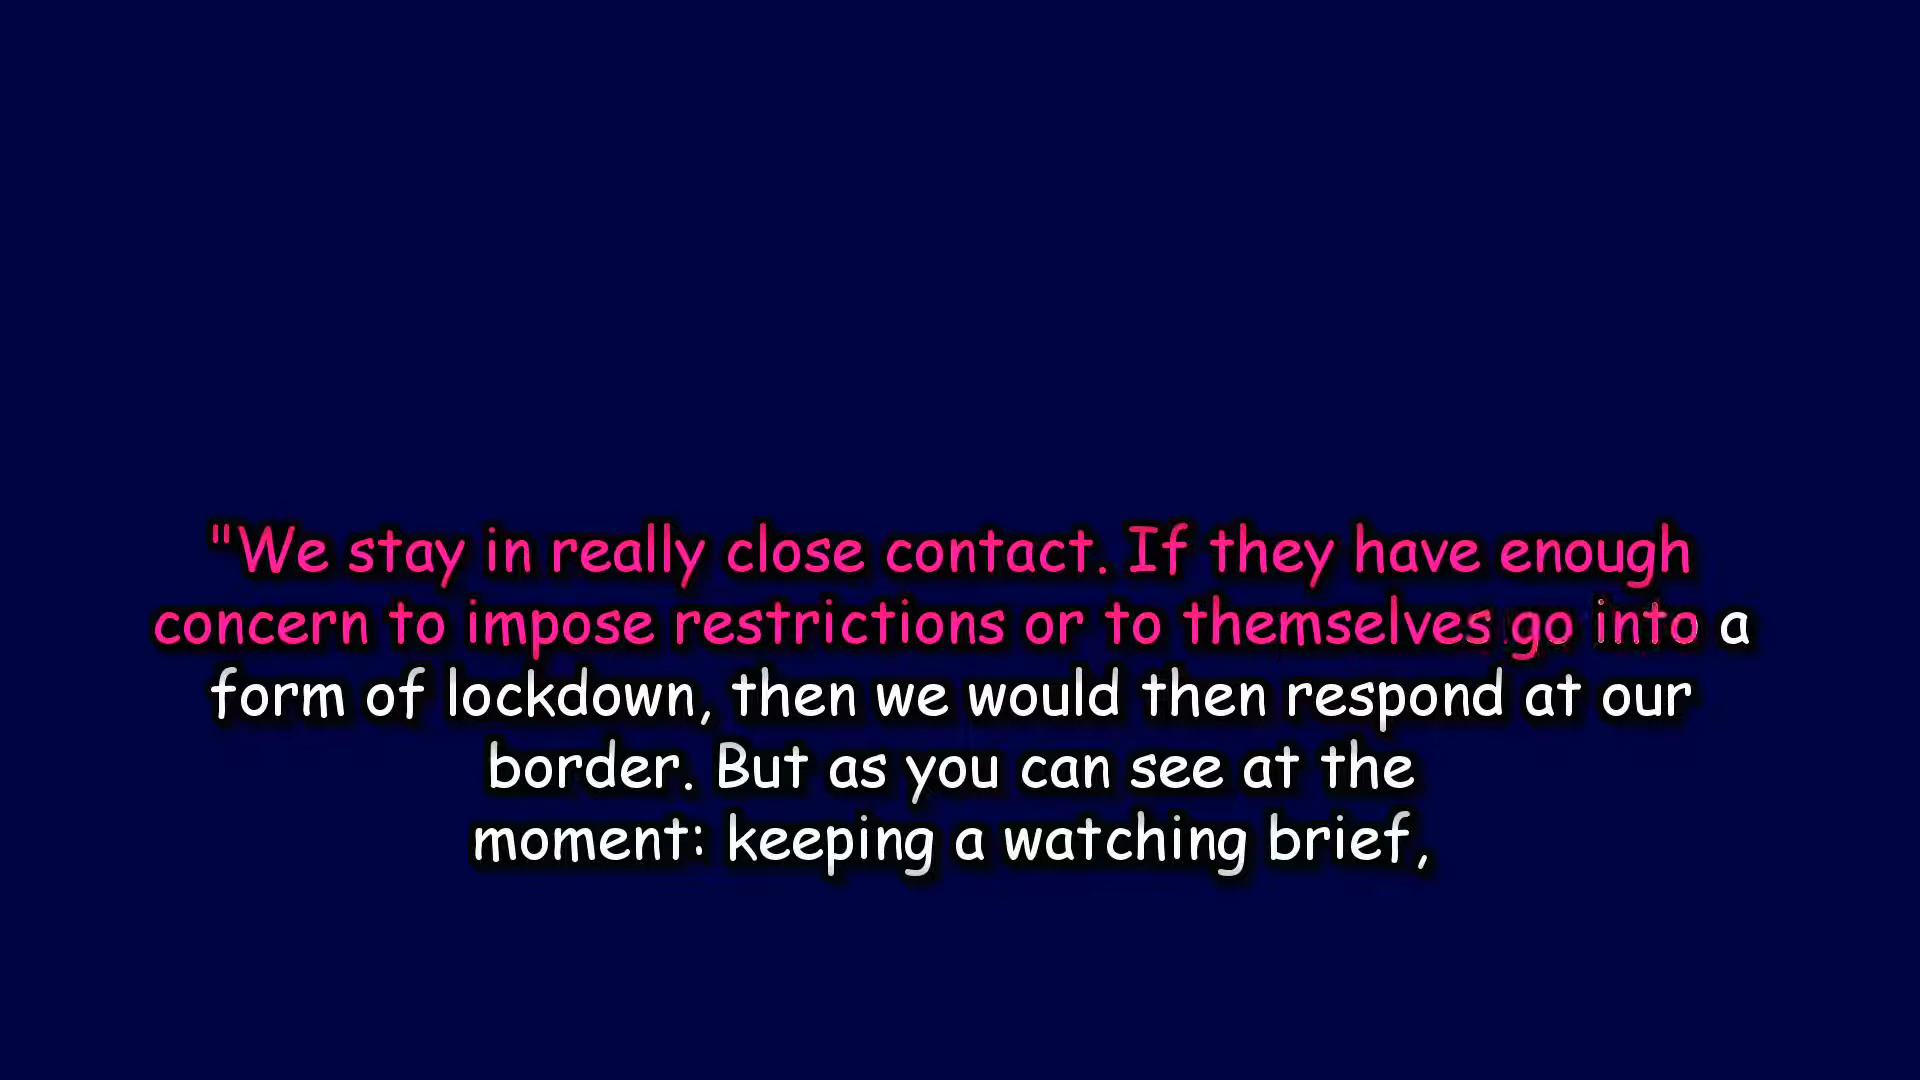 "We stay in really close contact. If they have enough
concern to impose restrictions or to themselves go into a
form of lockdown, then we would then respond at our
border. But as you can see at the
moment: keeping a watching brief,